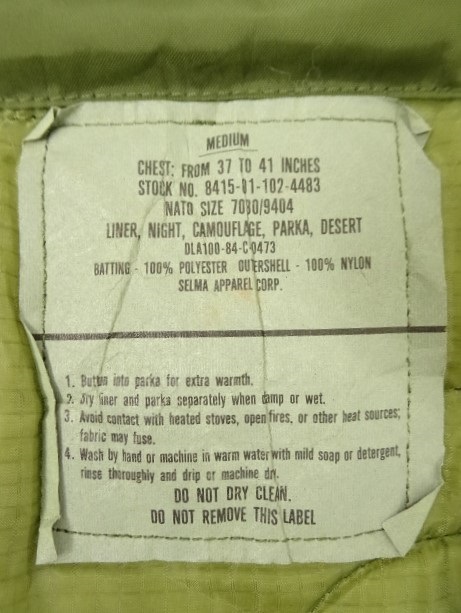 MEDIUM
CHEST: FROM 37 TO 41 INCHES
STOCK NO. 8415-01-102-4483
NATO SIZE 7080/9404
LINER, NIGHT, CAMOUFLAGE, PARKA, DESERT
DLA100-84-C-0473
BATTING - 100% POLYESTER OUTERSHELL - 100% NYLON
SELMA APPAREL CORP.
1. Button into parka for extra warmth.
2. Dry liner and parka separately when damp or wet.
3. Avoid contact with heated stoves, open fires, or other heat sources;
fabric may fuse.
4. Wash by hand or machine in warm water with mild soap or detergent,
rinse thoroughly and drip or machine dry.
DO NOT DRY CLEAN.
DO NOT REMOVE THIS LABEL